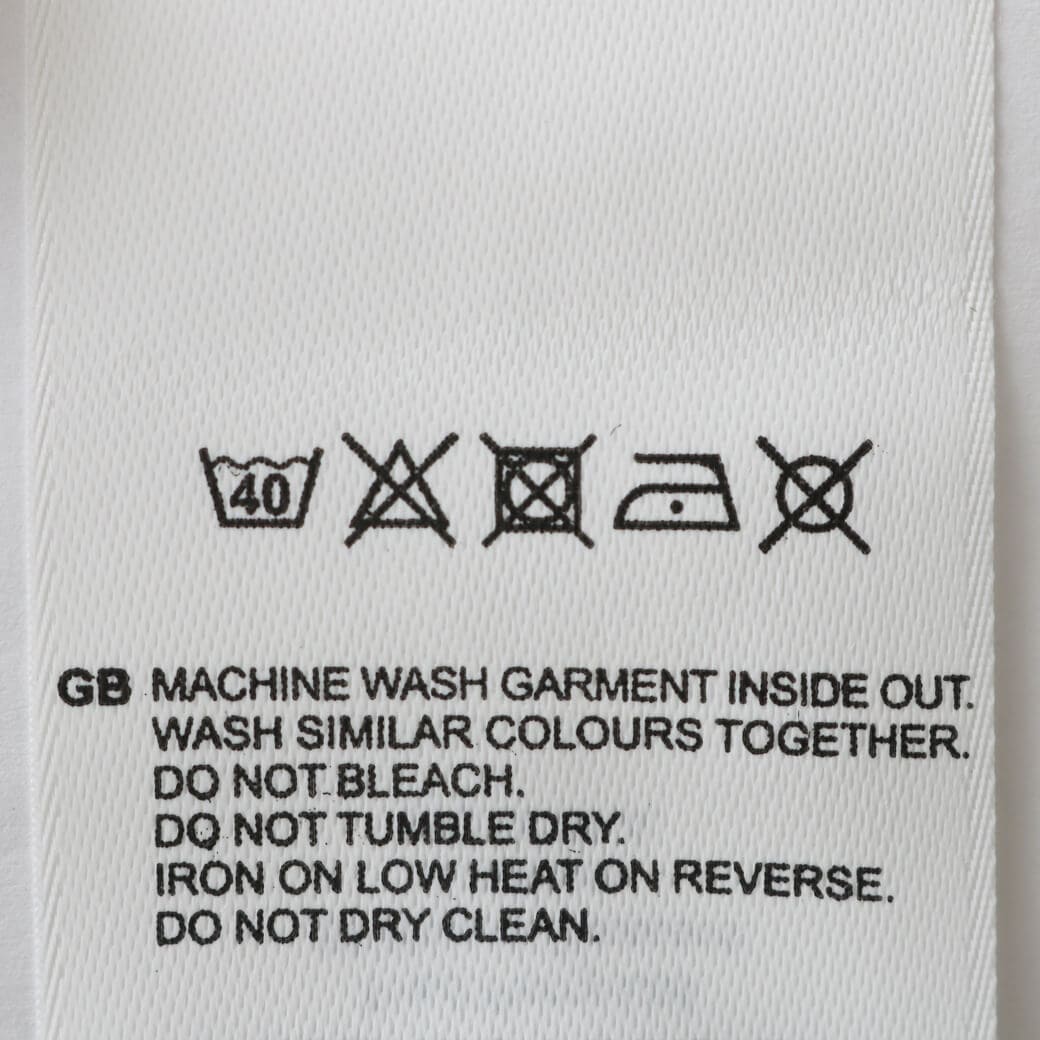 40
GB MACHINE WASH GARMENT INSIDE OUT.
WASH SIMILAR COLOURS TOGETHER.
DO NOT BLEACH.
DO NOT TUMBLE DRY.
IRON ON LOW HEAT ON REVERSE.
DO NOT DRY CLEAN.